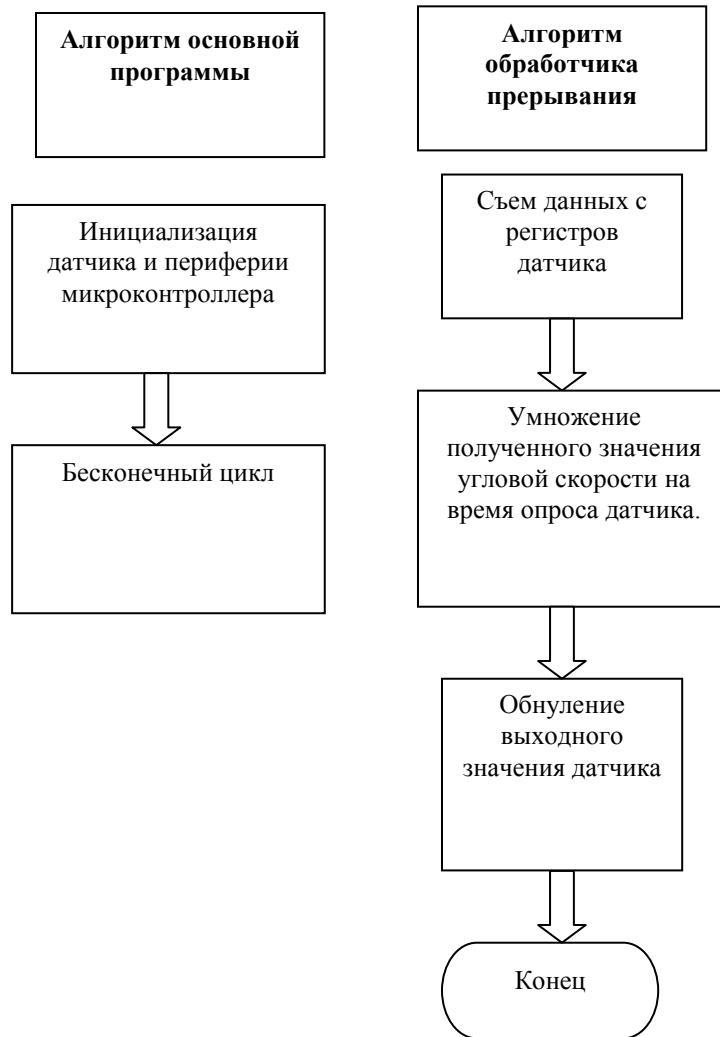 Алгоритм основной
программы
Инициализация
датчика и периферии
микроконтроллера
Бесконечный цикл
Алгоритм
обработчика
прерывания
Съем данных с
регистров
датчика
Умножение
полученного значения
угловой скорости на
время опроса датчика.
Обнуление
выходного
значения датчика
Конец